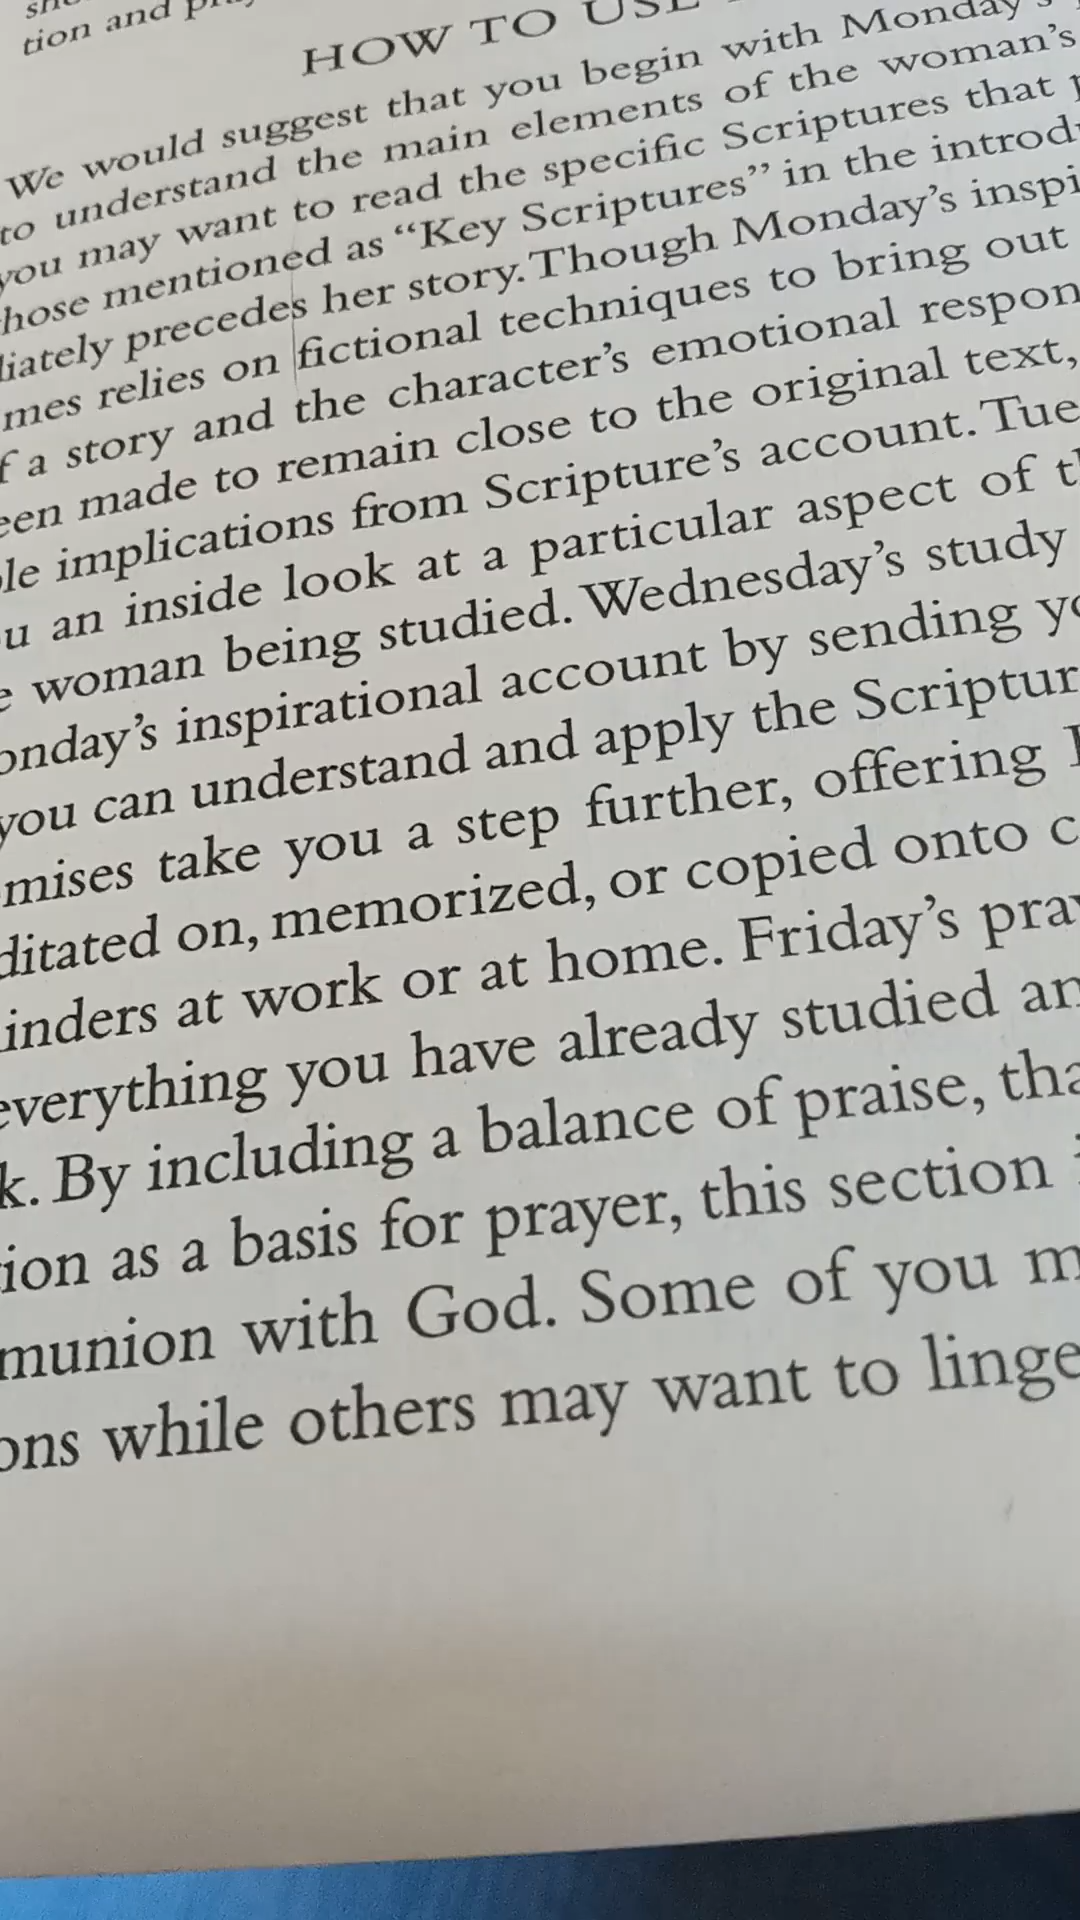 tion and
HOW TO USE
We would suggest that you begin with Monday's
to understand the main elements of the woman's
you may want to read the specific Scriptures that
hose mentioned as “Key Scriptures” in the introd
liately precedes her story. Though Monday's inspi
mes relies on fictional techniques to bring out
f a story and the character's emotional respon
een made to remain close to the original text,
le implications from Scripture's account. Tue
u an inside look at a particular aspect of t
e woman being studied. Wednesday's study
onday's inspirational account by sending yo
you can understand and apply the Scriptur
mises take you a step further, offering
ditated on, memorized, or copied onto c
inders at work or at home. Friday's pray
everything you have already studied an
k. By including a balance of praise, tha
ion as a basis for prayer, this section i
munion with God. Some of you m
ons while others may want to linge